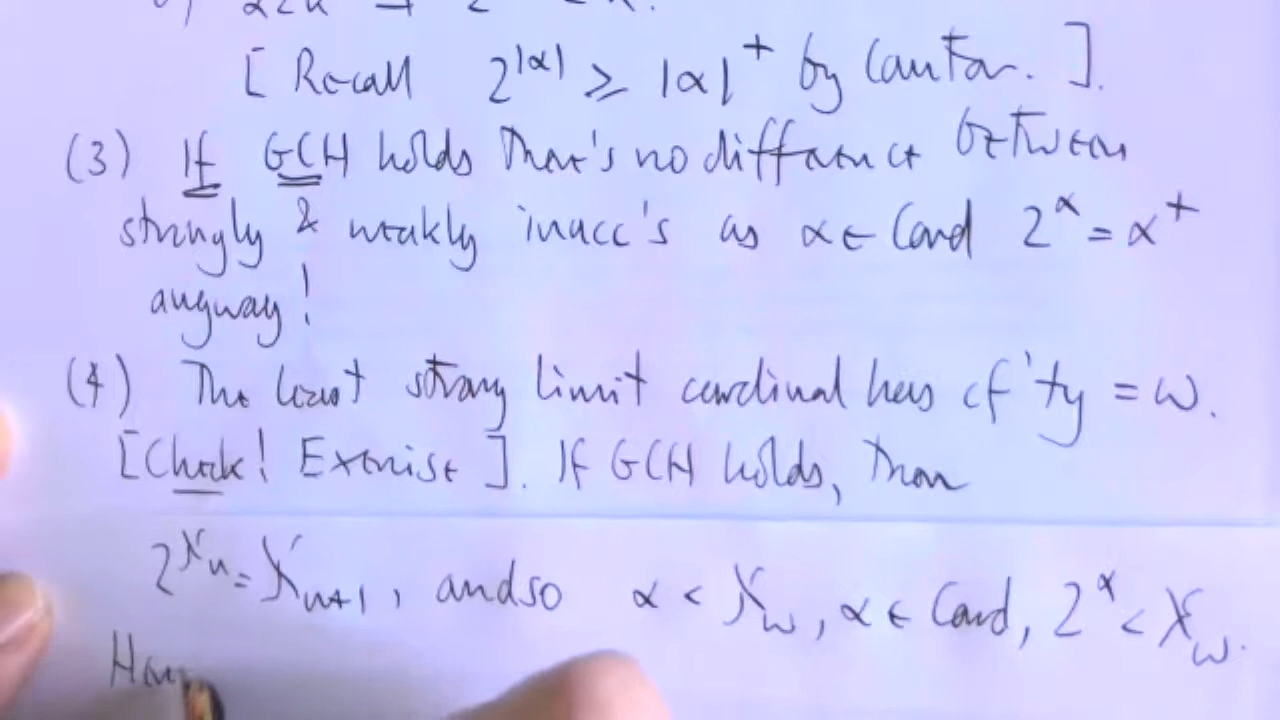 [ Recall 2^|α| ≥ |α|^+ by Cantor. ].
(3) If GCH holds there's no difference between
strongly & weakly inacc's as α ∈ Card 2^α = α^+
anyway!
(4) The least strong limit cardinal has cf'ty = ω.
[Check! Exercise]. If GCH holds, then
2^ℵ_n = ℵ_n+1, and so α < ℵ_ω, α ∈ Card, 2^α < ℵ_ω.